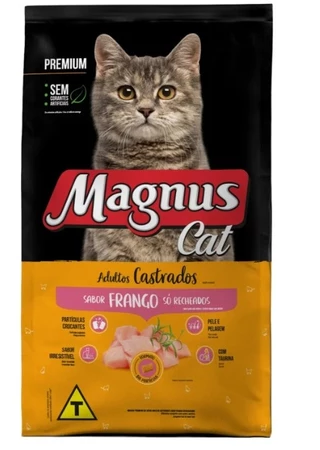 PREMIUM
SEM
CORANTES
ARTIFICIAIS
Magnus
Cat
Adultos Castrados
SABOR FRANGO SÓ RECHEADOS
PARTÍCULAS
CROCANTES
PELE E
PELAGEM
SABOR
IRRESISTÍVEL
COM
TAURINA
T